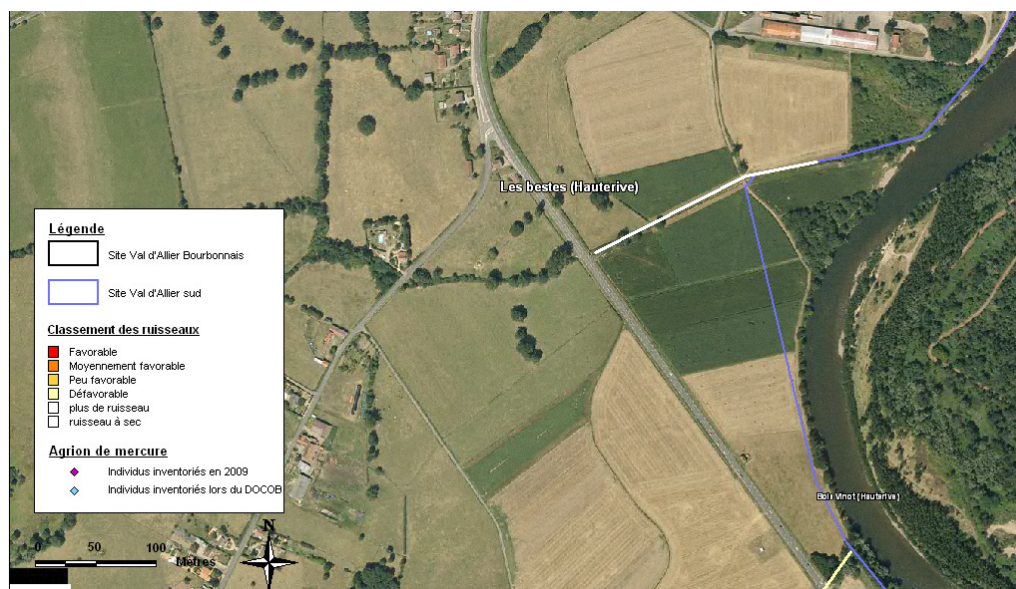 Les bestes (Hauterive)
Légende
Site Val d'Allier Bourbonnais
Site Val d'Allier sud
Classement des ruisseaux
Favorable
Moyennement favorable
Peu favorable
Défavorable
plus de ruisseau
ruisseau à sec
Agrion de mercure
Individus inventoriés en 2009
Individus inventoriés lors du DOCOB
Bois Vinot (Hauterive)
N
0 50 100
Mètres